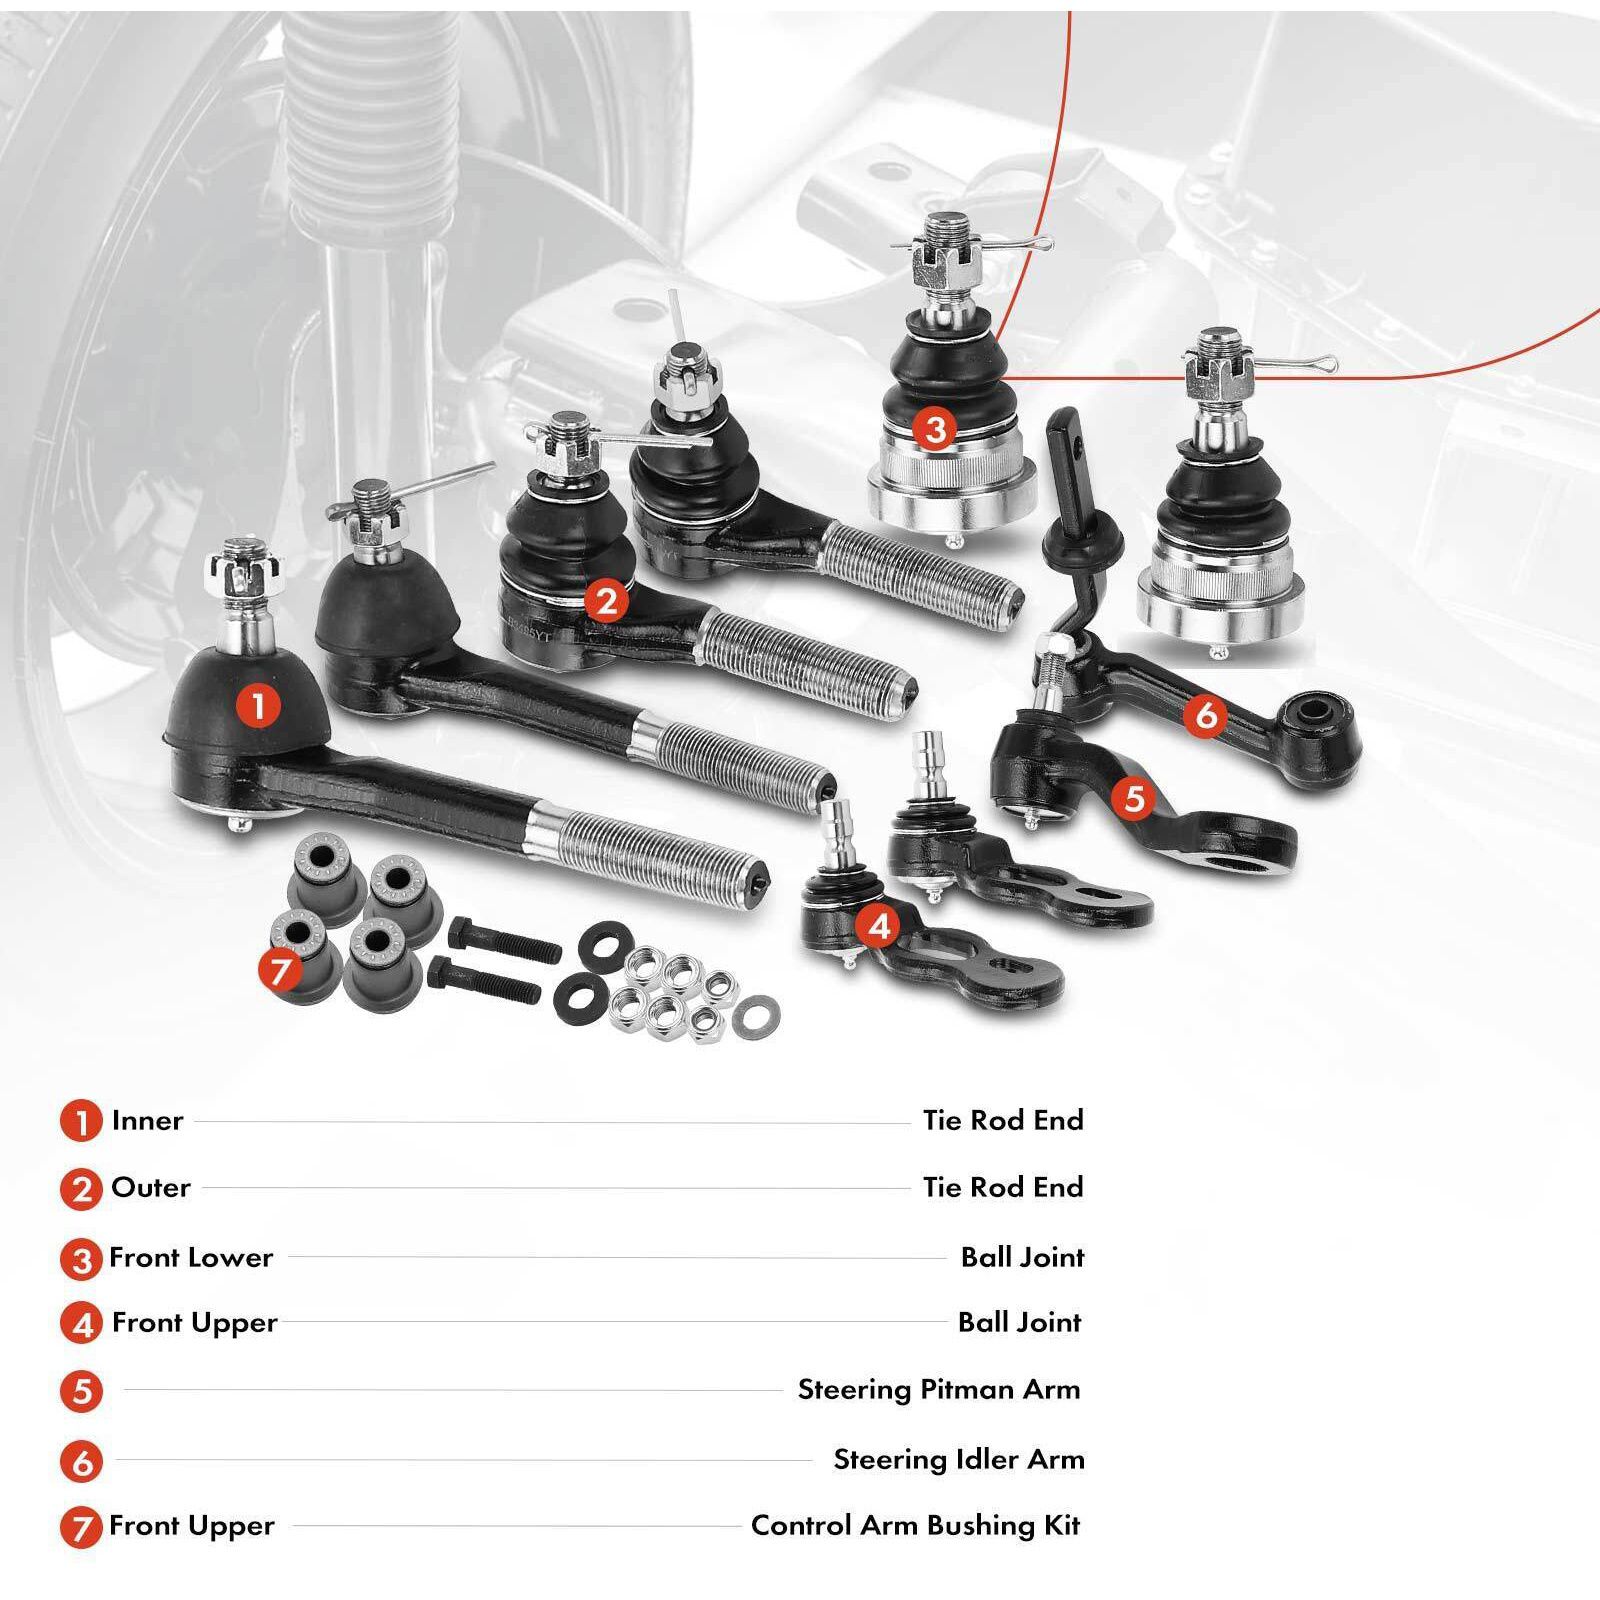 3
2
1
6
5
4
7
1 Inner Tie Rod End
2 Outer Tie Rod End
3 Front Lower Ball Joint
4 Front Upper Ball Joint
5 Steering Pitman Arm
6 Steering Idler Arm
7 Front Upper Control Arm Bushing Kit